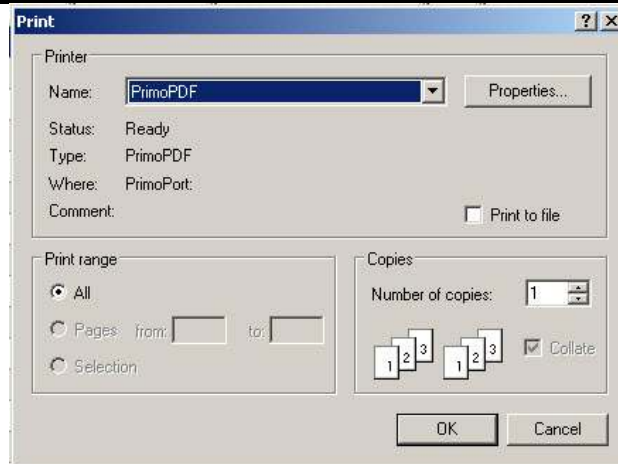 Print
Printer
Name: PrimoPDF Properties...
Status: Ready
Type: PrimoPDF
Where: PrimoPort:
Comment: Print to file
Print range
All
Pages from: to:
Selection
Copies
Number of copies: 1
1 2 3 1 2 3 Collate
OK Cancel